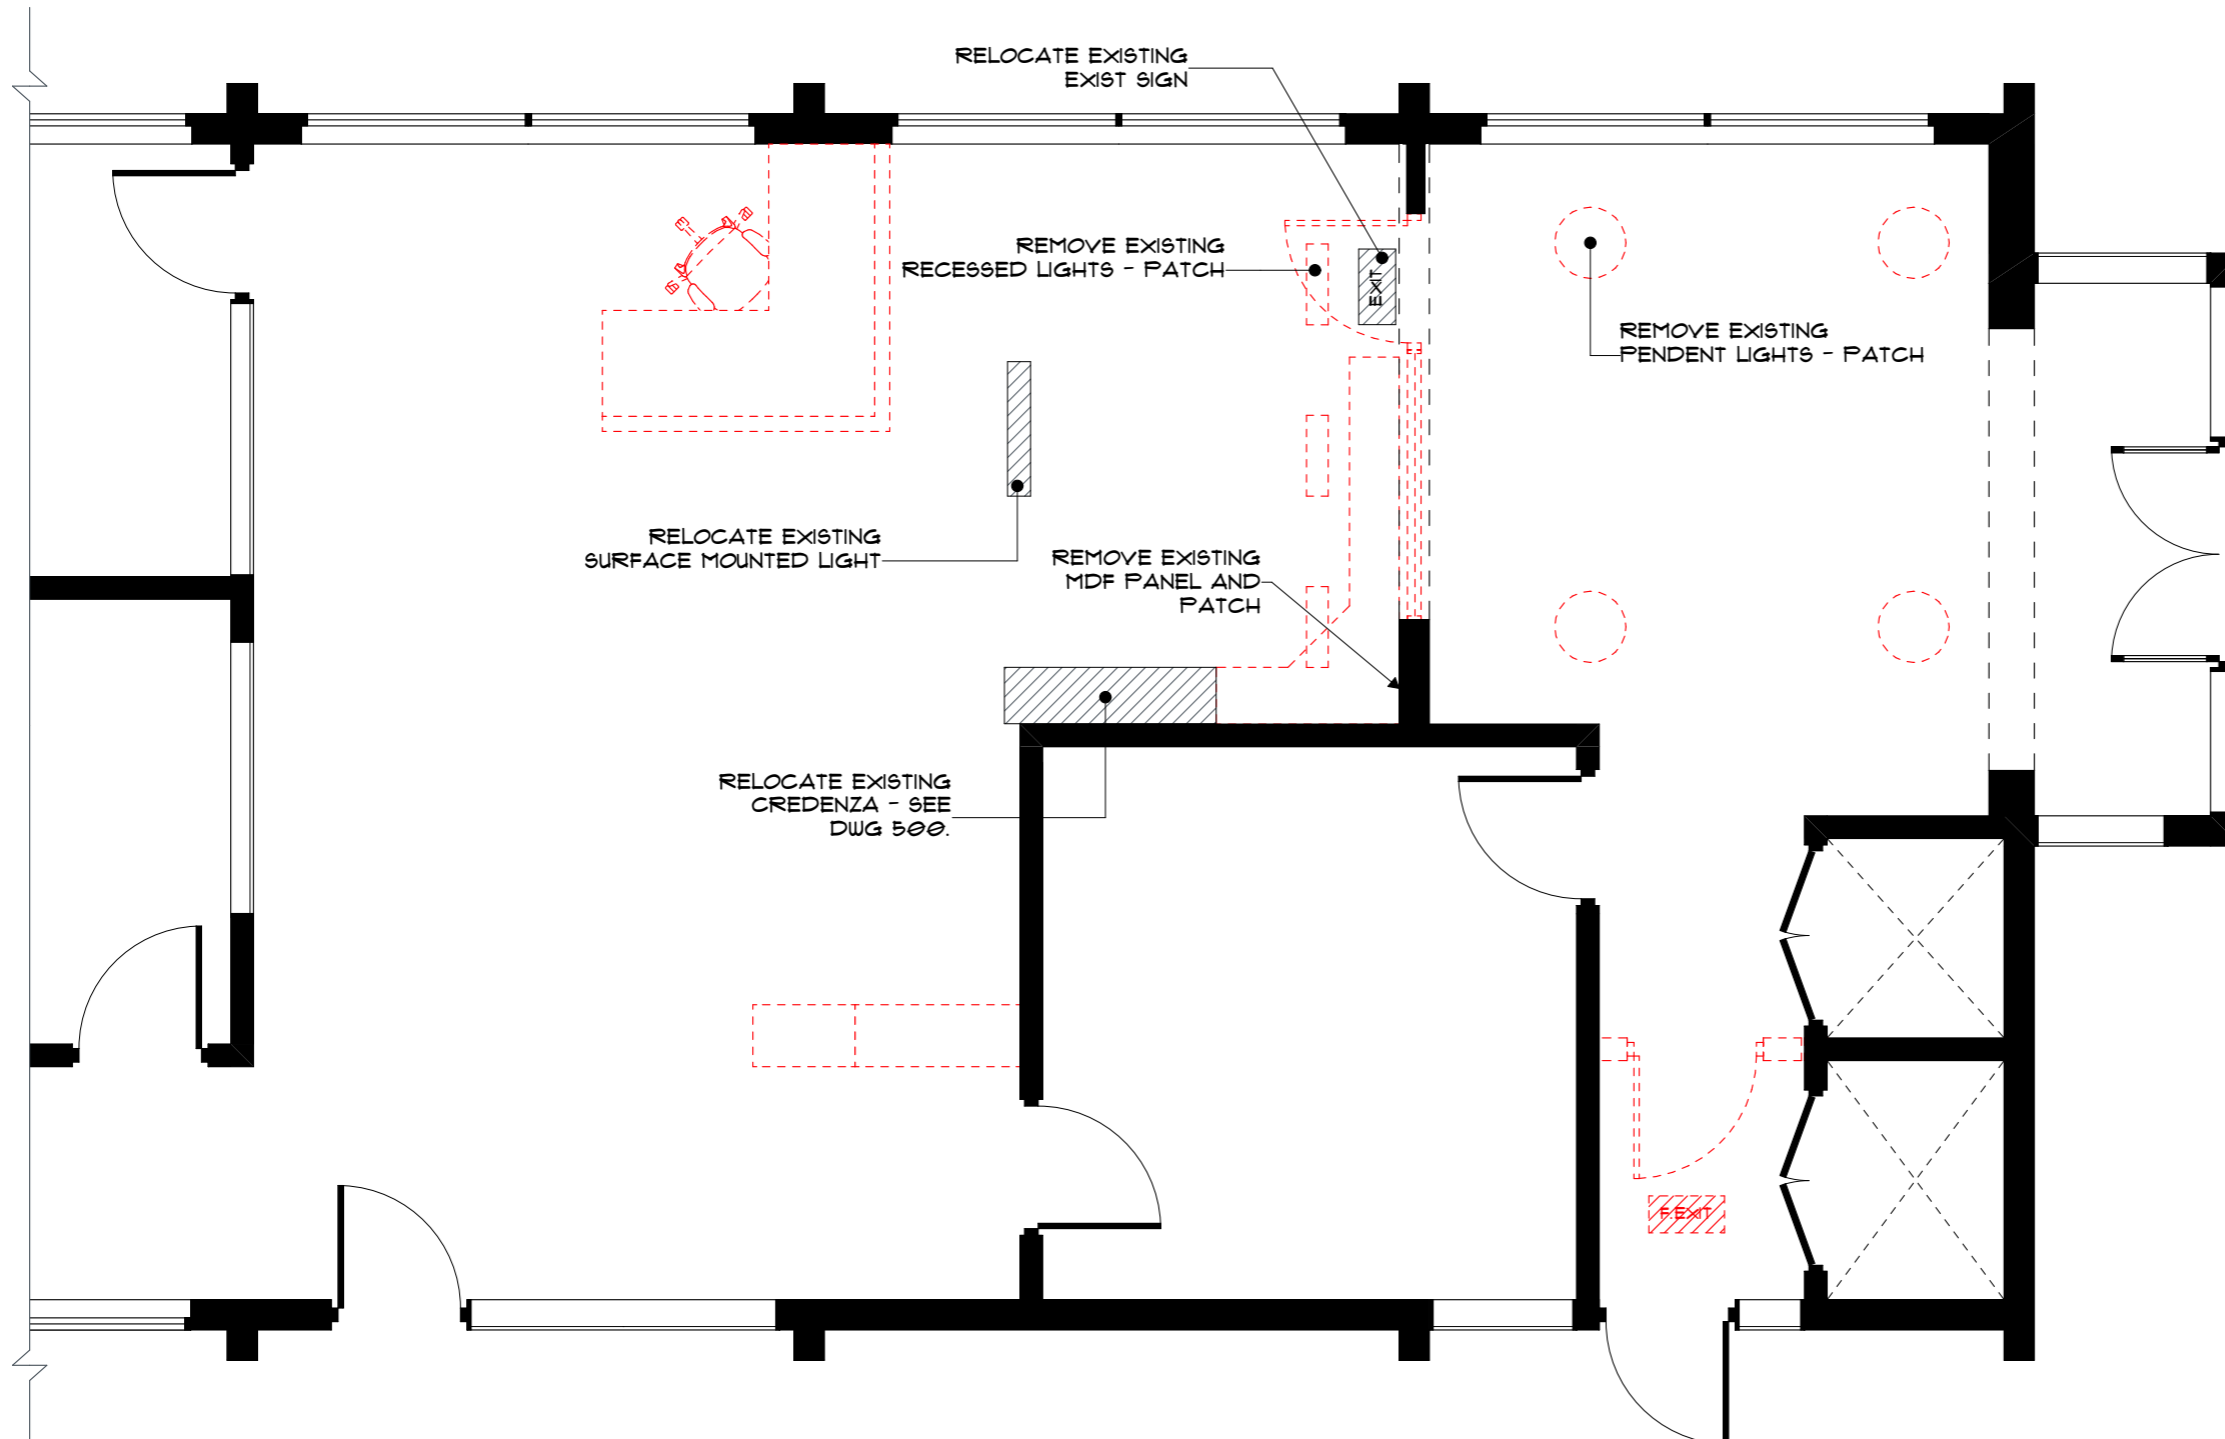 RELOCATE EXISTING
EXIST SIGN
REMOVE EXISTING
RECESSED LIGHTS - PATCH
EXIT
REMOVE EXISTING
PENDENT LIGHTS - PATCH
RELOCATE EXISTING
SURFACE MOUNTED LIGHT
REMOVE EXISTING
MDF PANEL AND
PATCH
RELOCATE EXISTING
CREDENZA - SEE
DWG 500.
F.EXIT